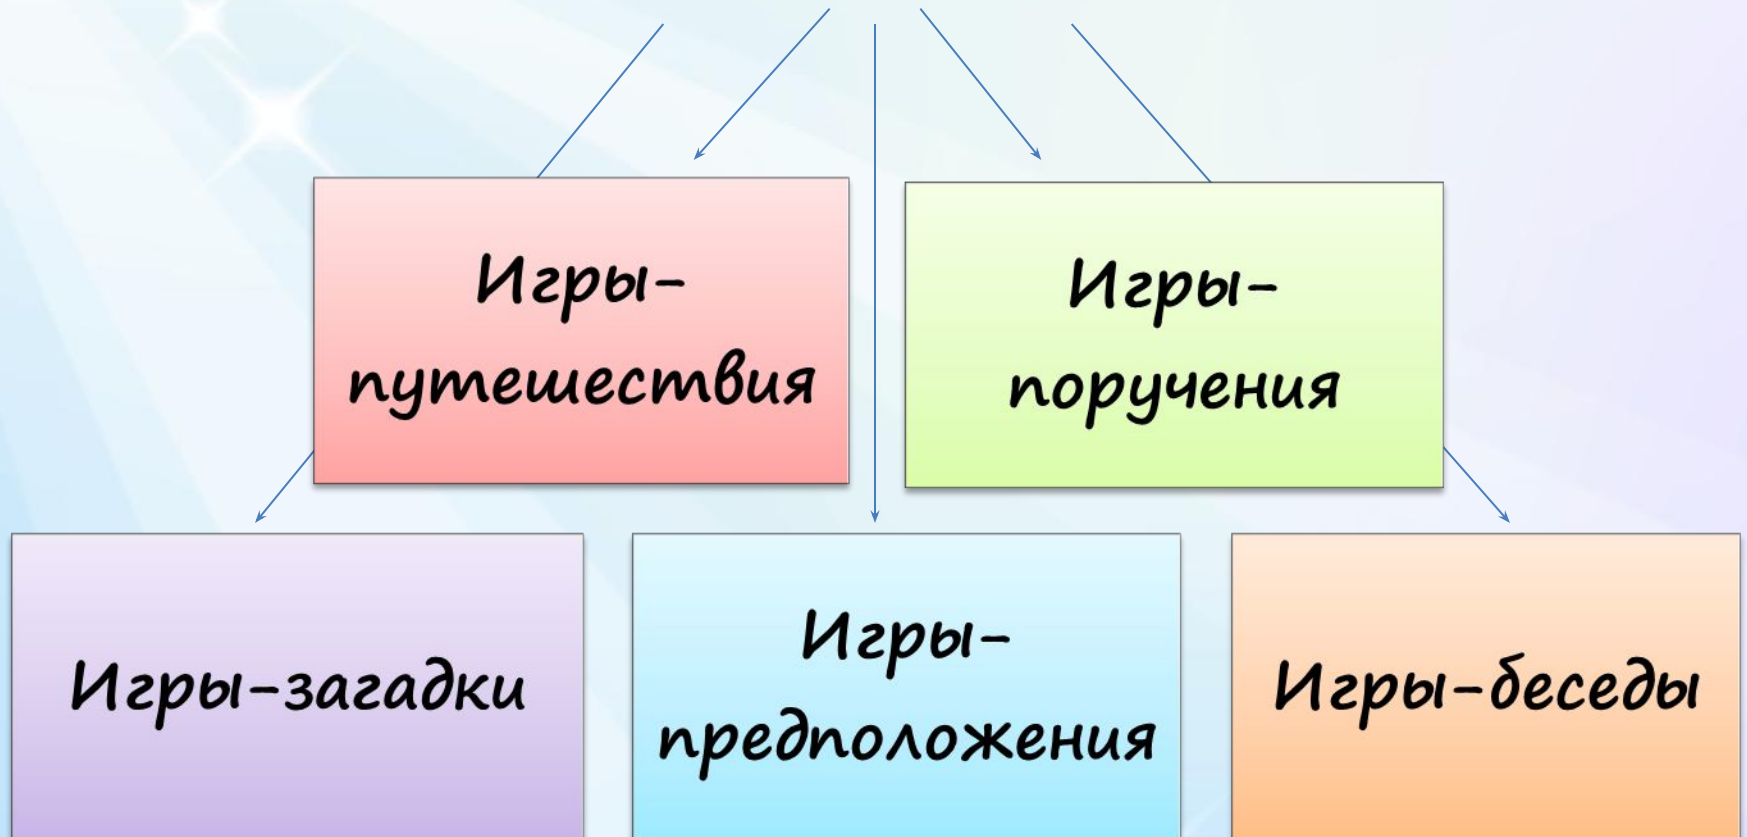 Игры-
путешествия
Игры-
поручения
Игры-загадки
Игры-
предположения
Игры-беседы